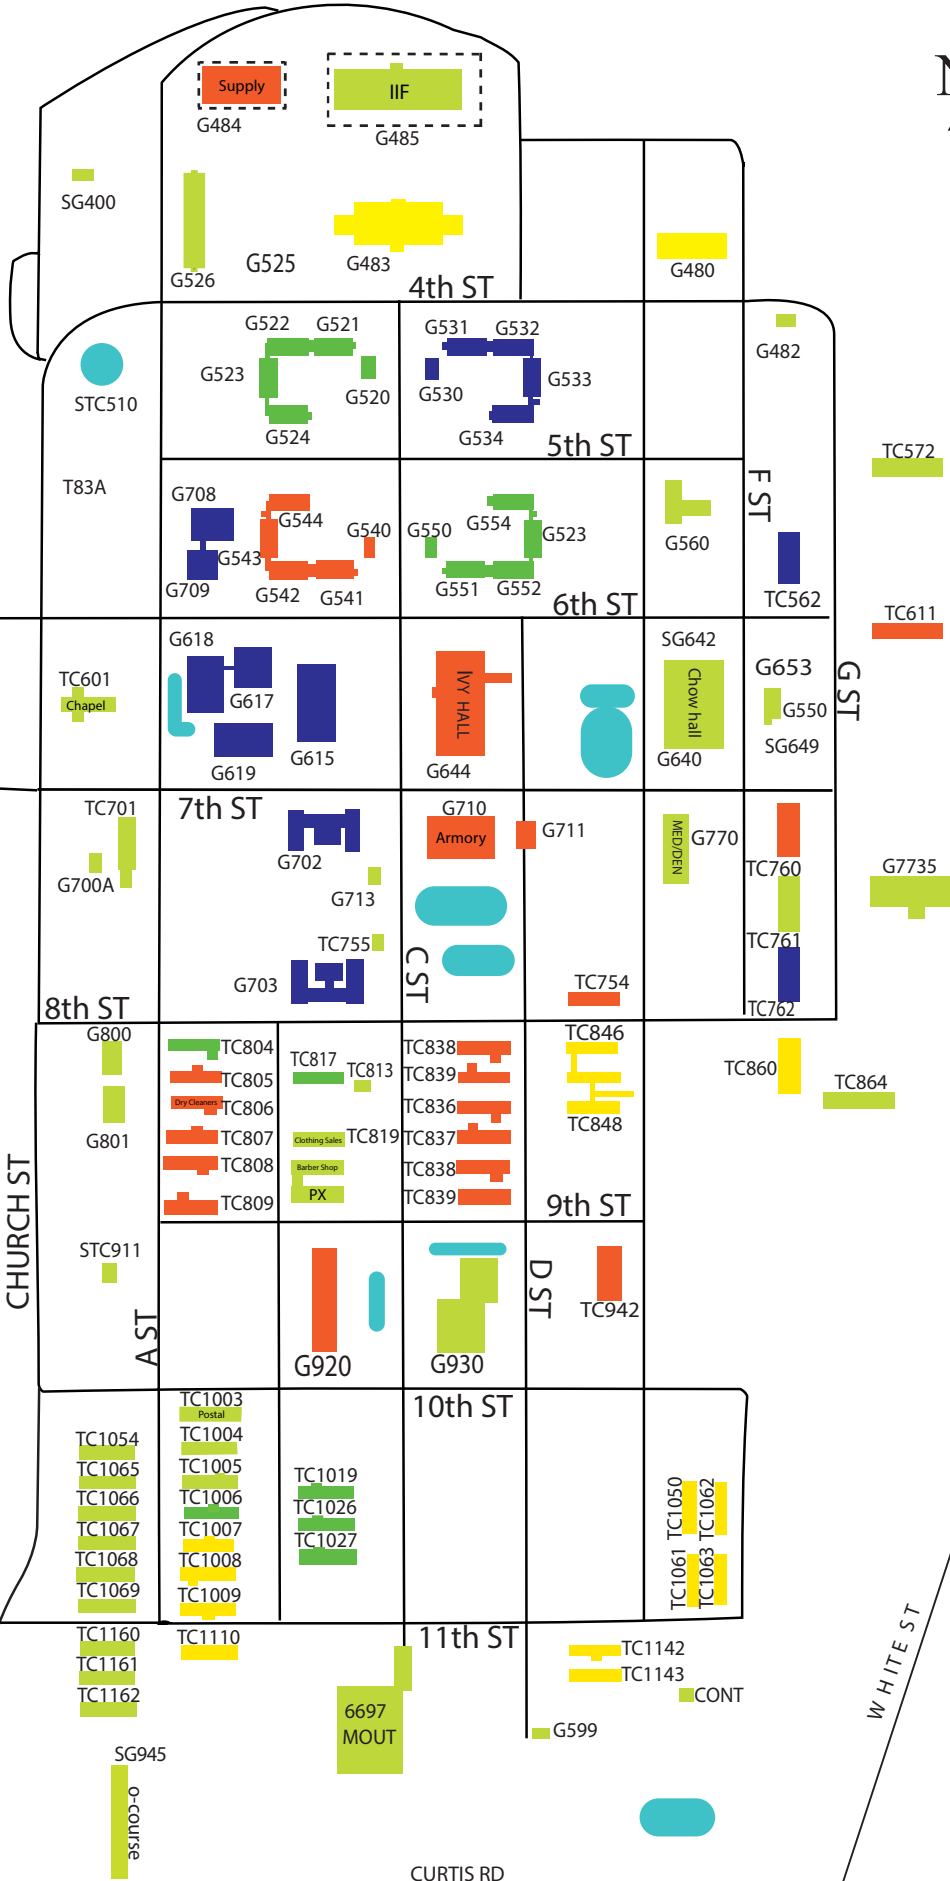 N
Supply
IIF
G484
G485
SG400
G526
G525
G483
G480
4th ST
G522
G521
G531
G532
G482
G523
G520
G530
G533
STC510
G524
G534
5th ST
TC572
T83A
F ST
G708
G544
G540
G550
G554
G523
G560
G543
G709
G542
G541
G551
G552
6th ST
TC562
TC611
G618
SG642
TC601
Chapel
G617
IVY HALL
Chow hall
G653
G550
G ST
G619
G615
G644
G640
SG649
TC701
7th ST
G710
Armory
G711
MED/DEN
G770
G702
G700A
G713
TC760
G7735
TC755
TC761
G703
C ST
TC754
8th ST
TC762
G800
TC804
TC817
TC813
TC838
TC846
TC805
TC839
TC860
TC864
Dry Cleaners
TC806
TC836
TC848
G801
TC807
Clothing Sales
TC819
TC837
TC808
Barber Shop
TC838
PX
TC809
TC839
9th ST
CHURCH ST
STC911
D ST
TC942
A ST
G920
G930
10th ST
TC1003
Postal
TC1054
TC1004
TC1065
TC1005
TC1019
TC1066
TC1006
TC1026
TC1050
TC1062
TC1067
TC1007
TC1027
TC1068
TC1008
TC1061
TC1063
TC1069
TC1009
TC1160
TC1110
11th ST
TC1142
TC1161
TC1143
TC1162
CONT
6697
MOUT
G599
WHITE ST
SG945
o-course
CURTIS RD